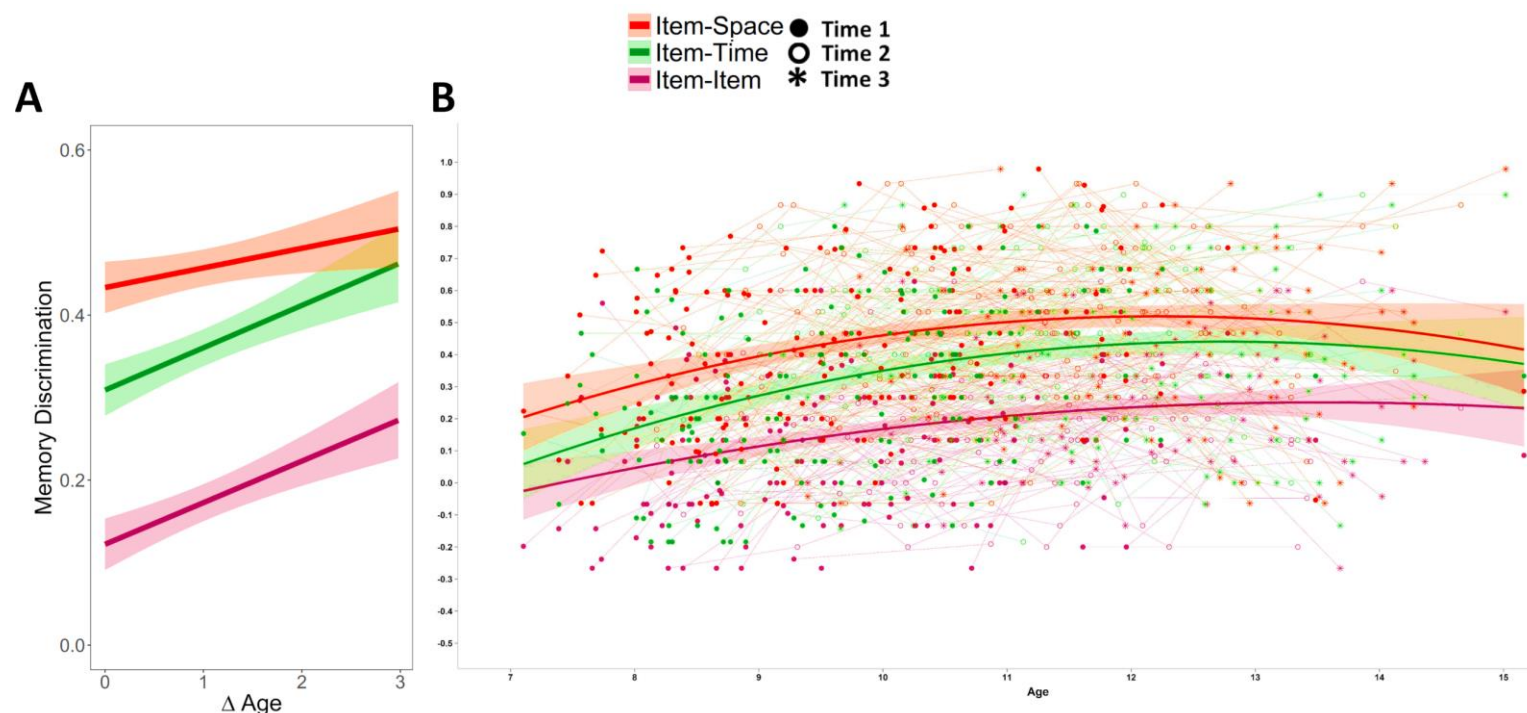 Item-Space ● Time 1
Item-Time ○ Time 2
Item-Item * Time 3
A
B
Memory Discrimination
0.6
0.4
0.2
0.0
0 1 2 3
Δ Age
1.0
0.9
0.8
0.7
0.6
0.5
0.4
0.3
0.2
0.1
0.0
-0.1
-0.2
-0.3
-0.4
-0.5
7 8 9 10 11 12 13 14 15
Age